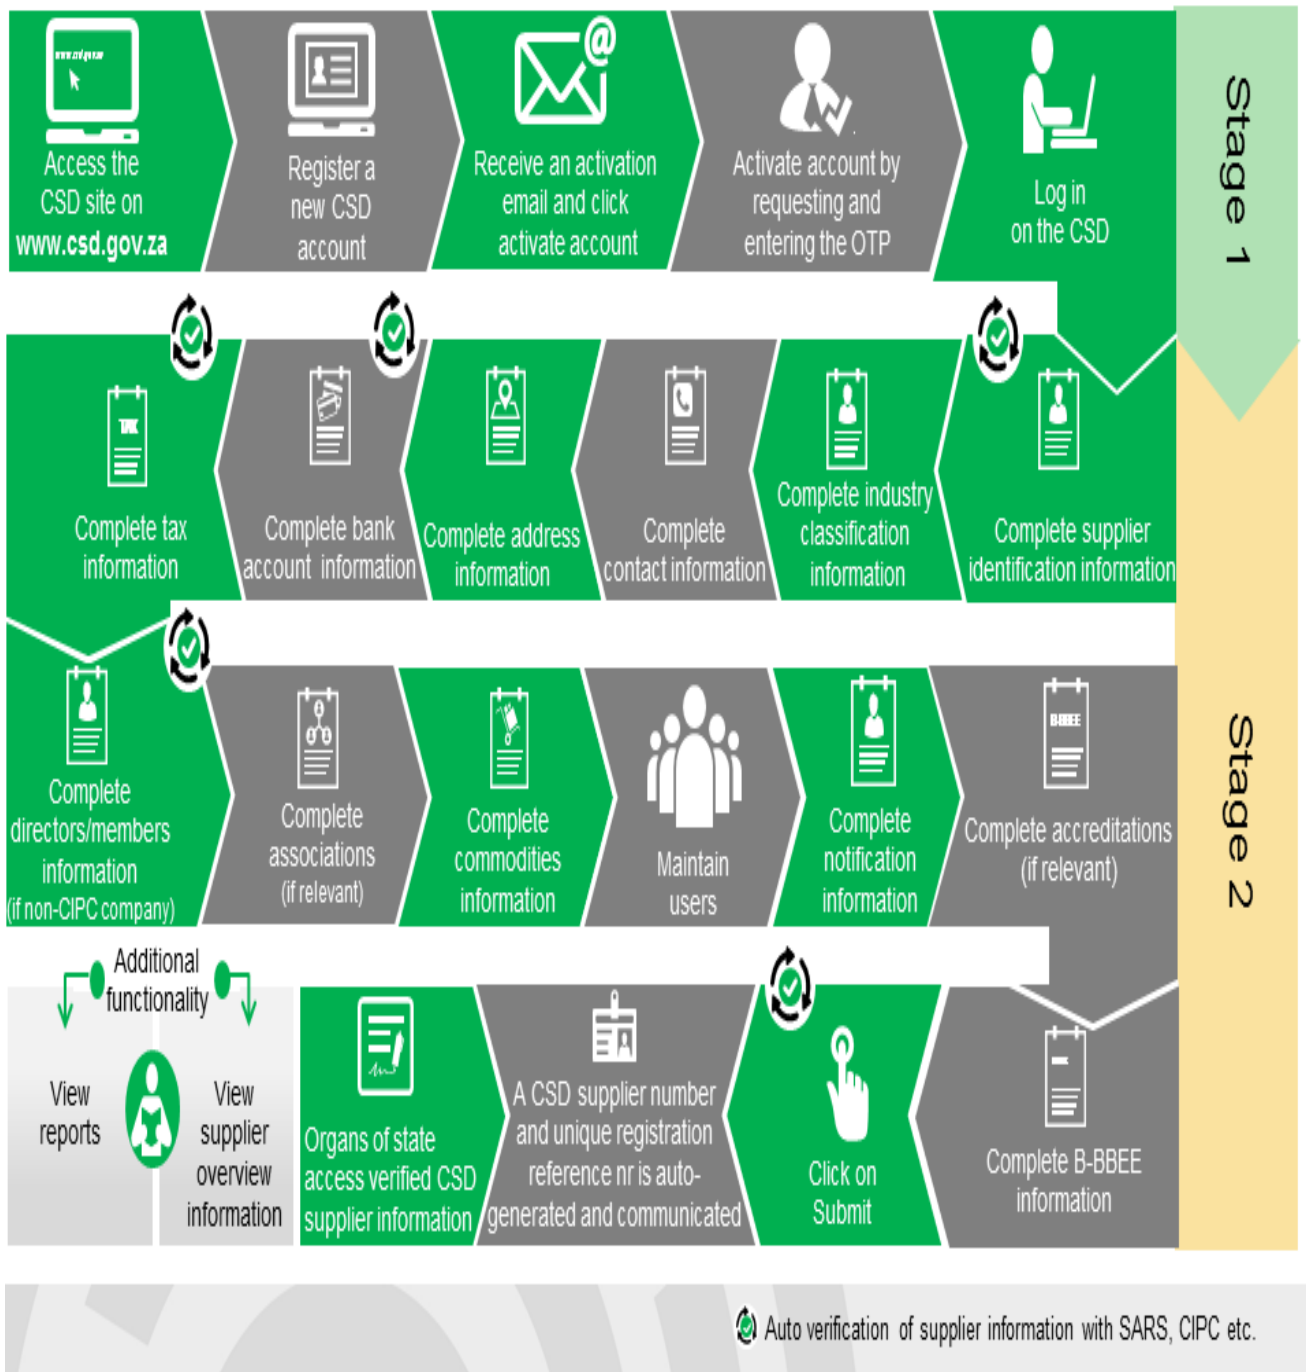 www.csd.gov.za
Access the
CSD site on
www.csd.gov.za
Register a
new CSD
account
@
Receive an activation
email and click
activate account
Activate account by
requesting and
entering the OTP
Log in
on the CSD
Stage 1
Complete supplier
identification information
Complete industry
classification
information
Complete
contact information
Complete address
information
Complete bank
account information
TAX
Complete tax
information
Stage 2
Complete
directors/members
information
(if non-CIPC company)
Complete
associations
(if relevant)
Complete
commodities
information
Maintain
users
Complete
notification
information
B-BBEE
Complete accreditations
(if relevant)
Complete B-BBEE
information
Click on
Submit
A CSD supplier number
and unique registration
reference nr is auto-
generated and communicated
Organs of state
access verified CSD
supplier information
Additional
functionality
View
reports
View
supplier
overview
information
Auto verification of supplier information with SARS, CIPC etc.